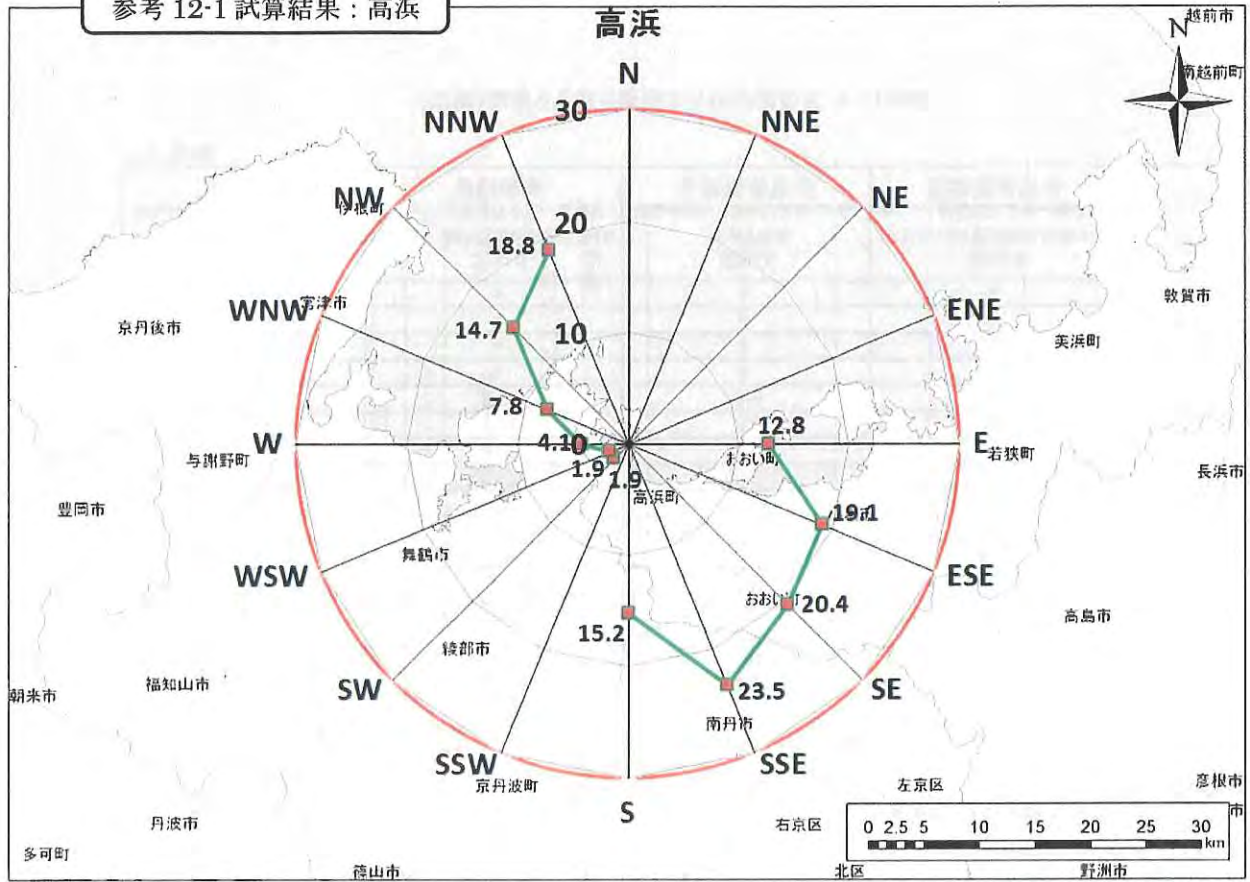 参考 12-1 試算結果：高浜
高浜
越前市
N
南越前町
N
30
NNW
NNE
NW
伊根町
NE
20
18.8
WNW
宮津市
14.7
ENE
敦賀市
京丹後市
10
美浜町
7.8
12.8
W
4.1
0
E
与謝野町
おおい町
若狭町
1.9
1.9
高浜町
長浜市
豊岡市
19.1
舞鶴市
WSW
ESE
おおい町
20.4
高島市
15.2
綾部市
朝来市
福知山市
SW
SE
23.5
南丹市
SSW
SSE
京丹波町
S
左京区
彦根市
市
丹波市
右京区
0 2.5 5 10 15 20 25 30
km
多可町
篠山市
北区
野洲市